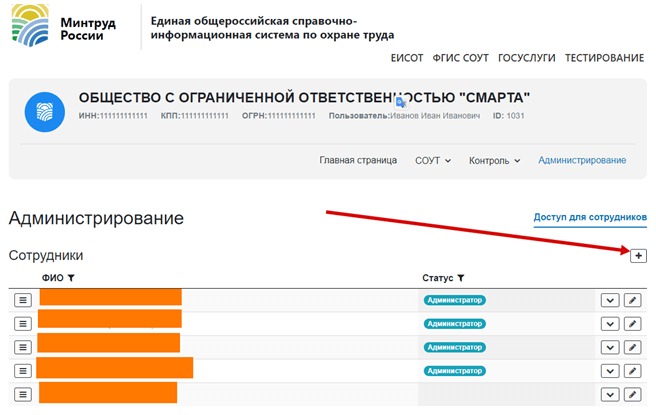 Минтруд
России
Единая общероссийская справочно-
информационная система по охране труда
ЕИСОТ ФГИС СОУТ ГОСУСЛУГИ ТЕСТИРОВАНИЕ
ОБЩЕСТВО С ОГРАНИЧЕННОЙ ОТВЕТСТВЕННОСТЬЮ "СМАРТА"
ИНН:111111111111 КПП:111111111111 ОГРН:111111111111 Пользователь:Иванов Иван Иванович ID: 1031
Главная страница СОУТ Контроль Администрирование
Администрирование
Доступ для сотрудников
Сотрудники
ФИО Статус
Администратор
Администратор
Администратор
Администратор